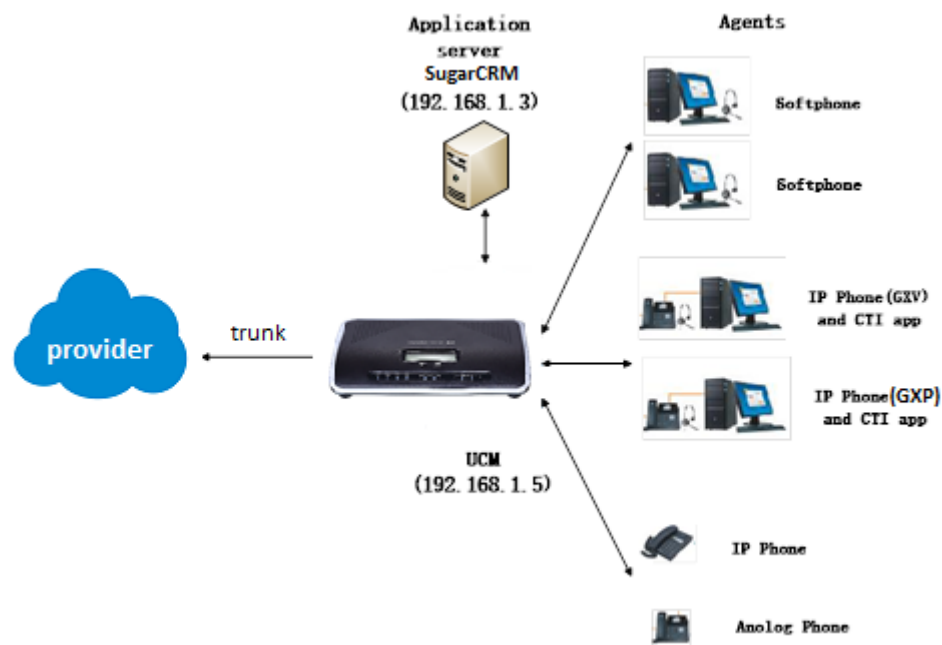 Application
server
SugarCRM
(192.168.1.3)
Agents
Softphone
Softphone
IP Phone(GXV)
and CTI app
IP Phone(GXP)
and CTI app
provider
trunk
UCM
(192.168.1.5)
IP Phone
Anolog Phone